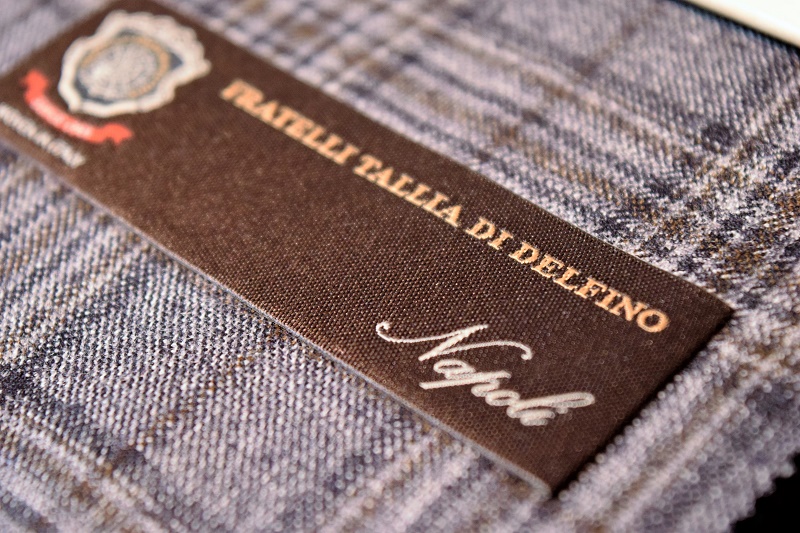 FRATELLI TALLIA DI DELFINO
Napoli